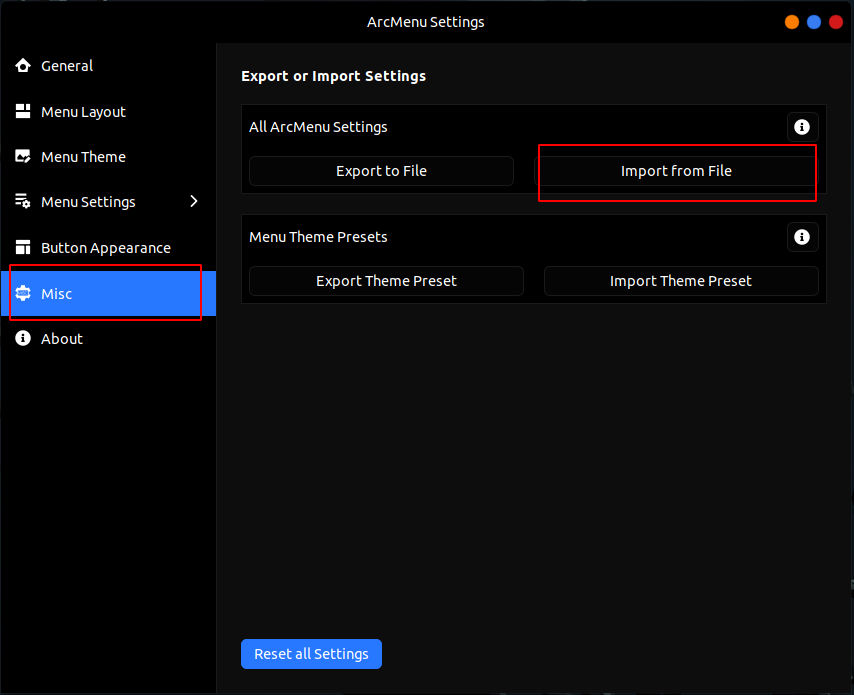 ArcMenu Settings
General
Menu Layout
Menu Theme
Menu Settings
Button Appearance
Misc
About
Export or Import Settings
All ArcMenu Settings
Export to File
Import from File
Menu Theme Presets
Export Theme Preset
Import Theme Preset
Reset all Settings